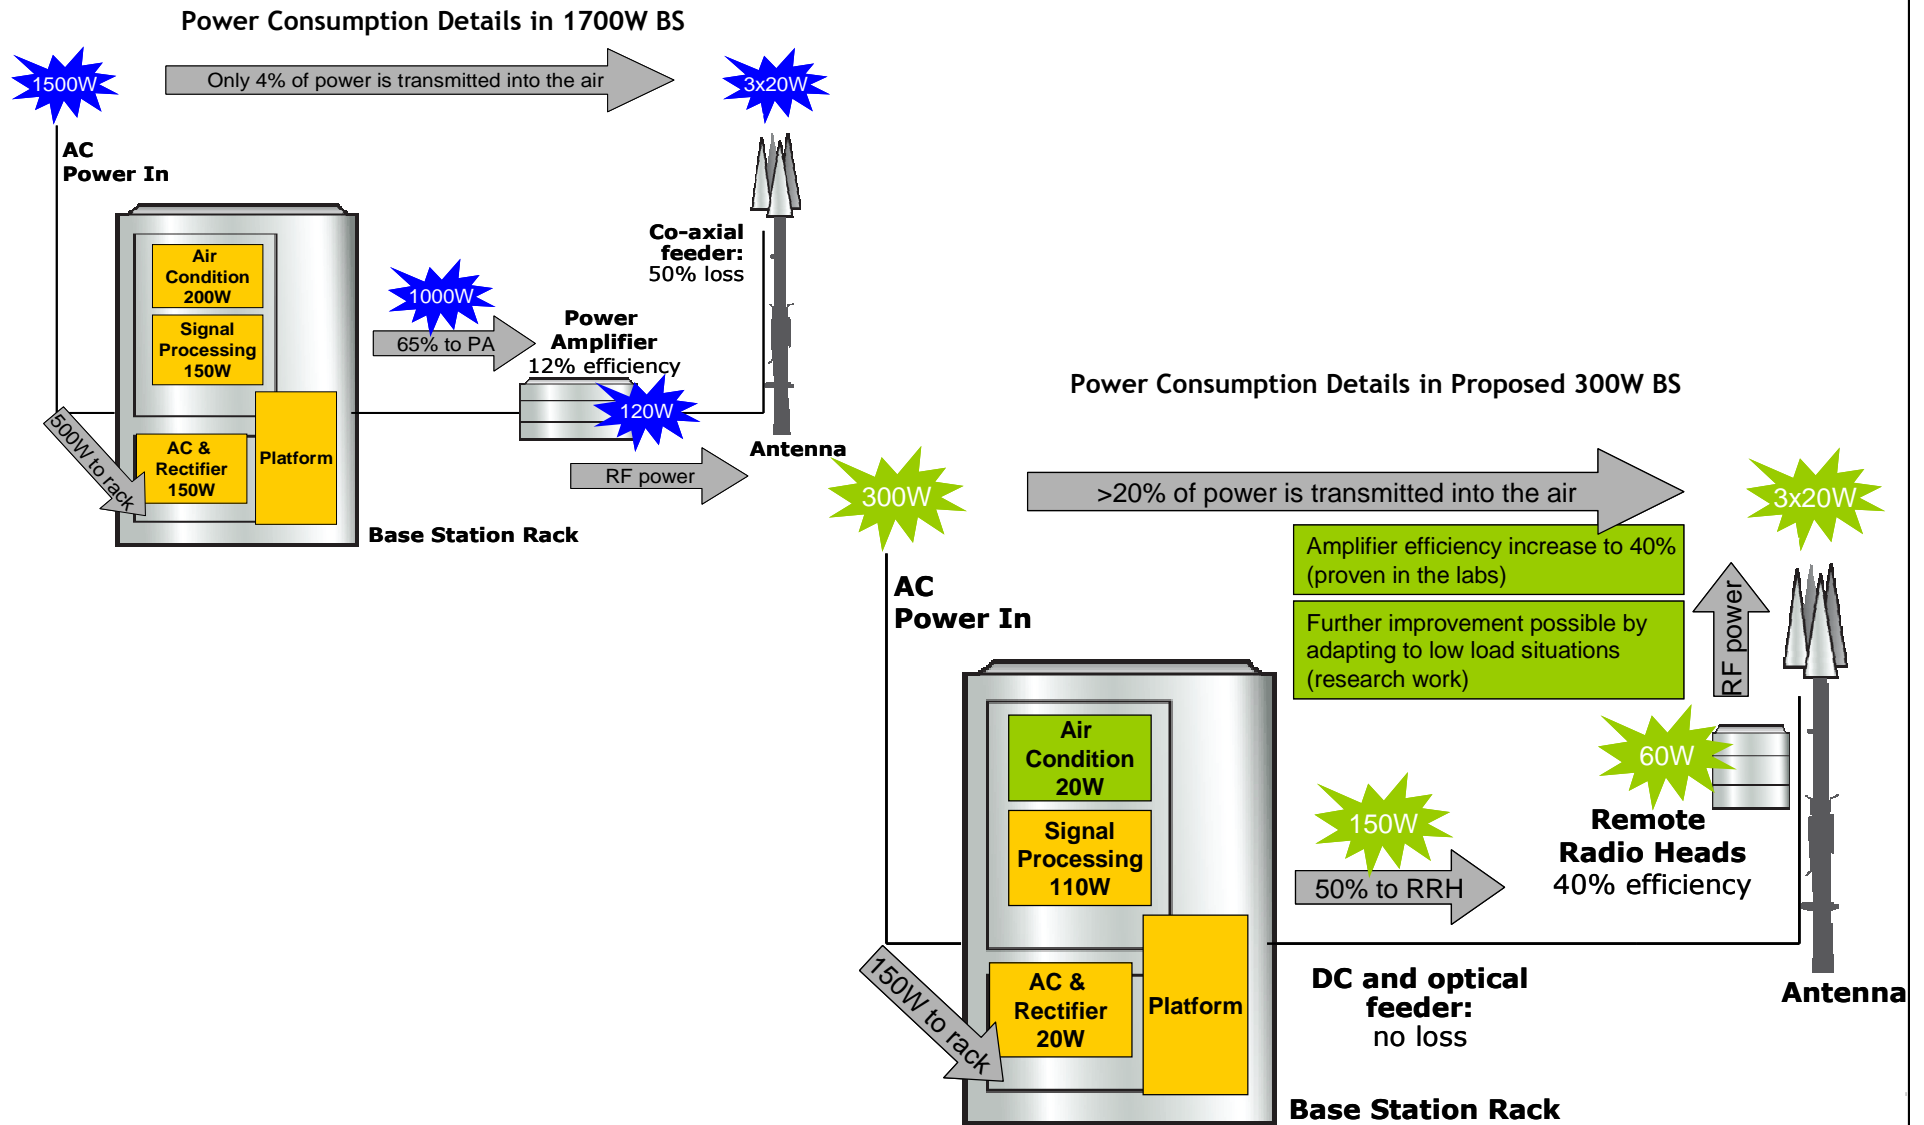 Power Consumption Details in 1700W BS
1500W
Only 4% of power is transmitted into the air
3x20W
AC
Power In
Air
Condition
200W
Signal
Processing
150W
AC &
Rectifier
150W
Platform
500W to rack
Base Station Rack
1000W
65% to PA
Power
Amplifier
12% efficiency
120W
RF power
Co-axial
feeder:
50% loss
Antenna
Power Consumption Details in Proposed 300W BS
300W
>20% of power is transmitted into the air
3x20W
Amplifier efficiency increase to 40%
(proven in the labs)
Further improvement possible by
adapting to low load situations
(research work)
RF power
AC
Power In
Air
Condition
20W
Signal
Processing
110W
AC &
Rectifier
20W
Platform
150W to rack
Base Station Rack
150W
50% to RRH
60W
Remote
Radio Heads
40% efficiency
DC and optical
feeder:
no loss
Antenna